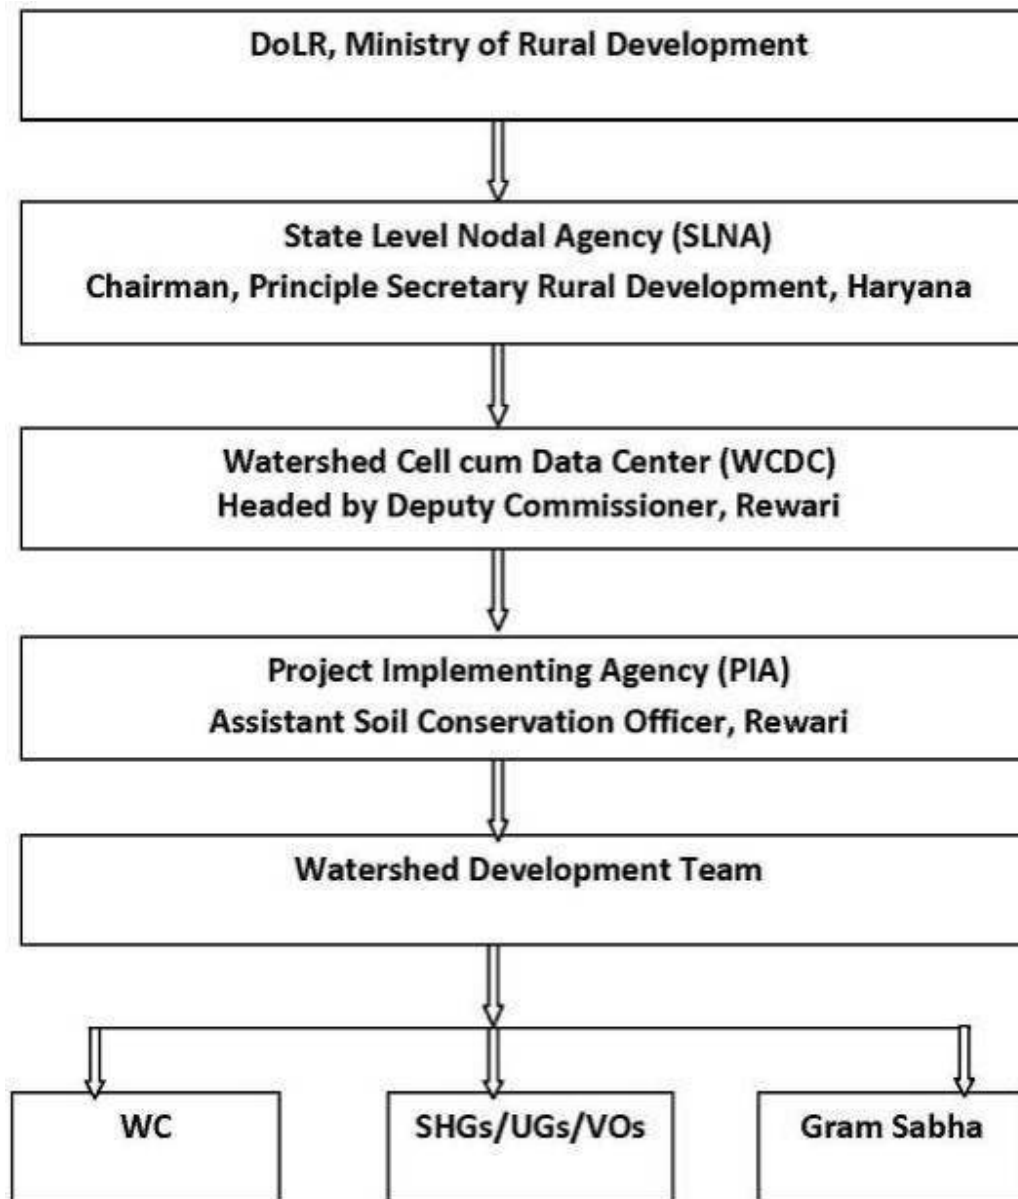 DoLR, Ministry of Rural Development
State Level Nodal Agency (SLNA)
Chairman, Principle Secretary Rural Development, Haryana
Watershed Cell cum Data Center (WCDC)
Headed by Deputy Commissioner, Rewari
Project Implementing Agency (PIA)
Assistant Soil Conservation Officer, Rewari
Watershed Development Team
WC
SHGs/UGs/VOs
Gram Sabha